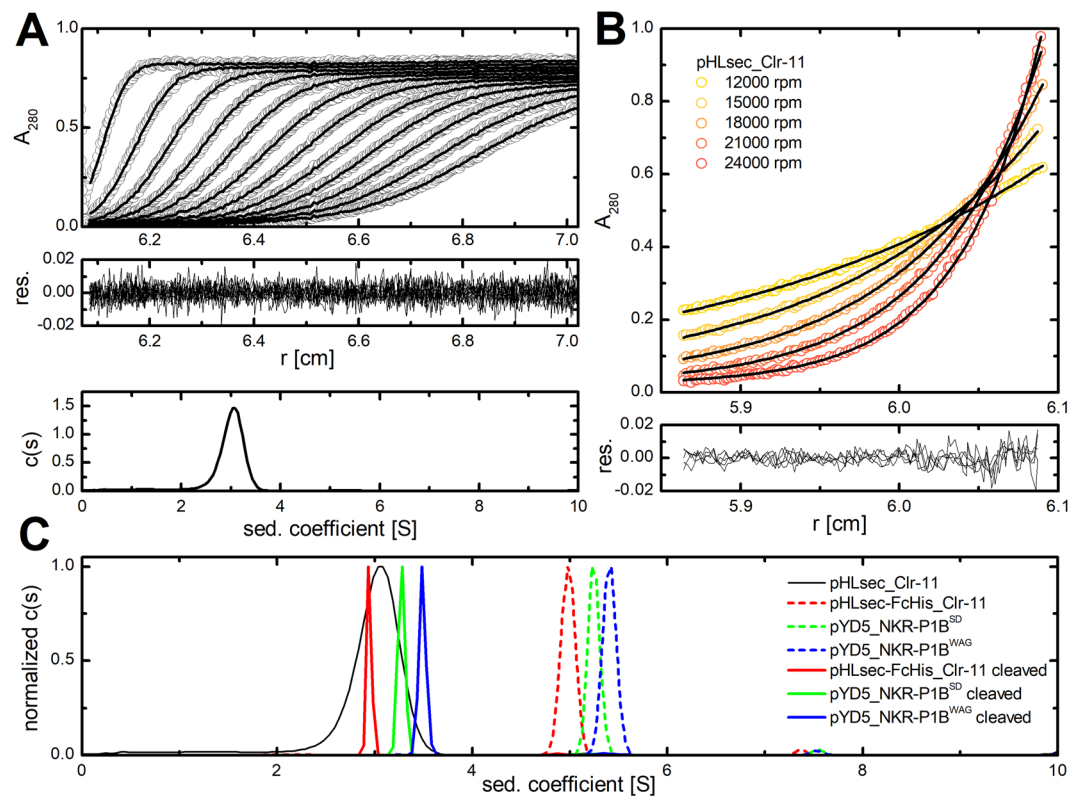 A
1.0
0.5
0.0
A280
6.2
6.4
6.6
6.8
7.0
0.02
0.00
-0.02
res.
6.2
6.4
6.6
6.8
7.0
r [cm]
1.5
1.0
0.5
0.0
c(s)
0
2
4
6
8
10
sed. coefficient [S]
B
1.0
0.8
0.6
0.4
0.2
0.0
A280
pHLsec_Clr-11
12000 rpm
15000 rpm
18000 rpm
21000 rpm
24000 rpm
5.9
6.0
6.1
0.02
0.00
-0.02
res.
5.9
6.0
6.1
r [cm]
C
1.0
0.5
0.0
normalized c(s)
pHLsec_Clr-11
pHLsec-FcHis_Clr-11
pYD5_NKR-P1B^SD
pYD5_NKR-P1B^WAG
pHLsec-FcHis_Clr-11 cleaved
pYD5_NKR-P1B^SD cleaved
pYD5_NKR-P1B^WAG cleaved
0
2
4
6
8
10
sed. coefficient [S]